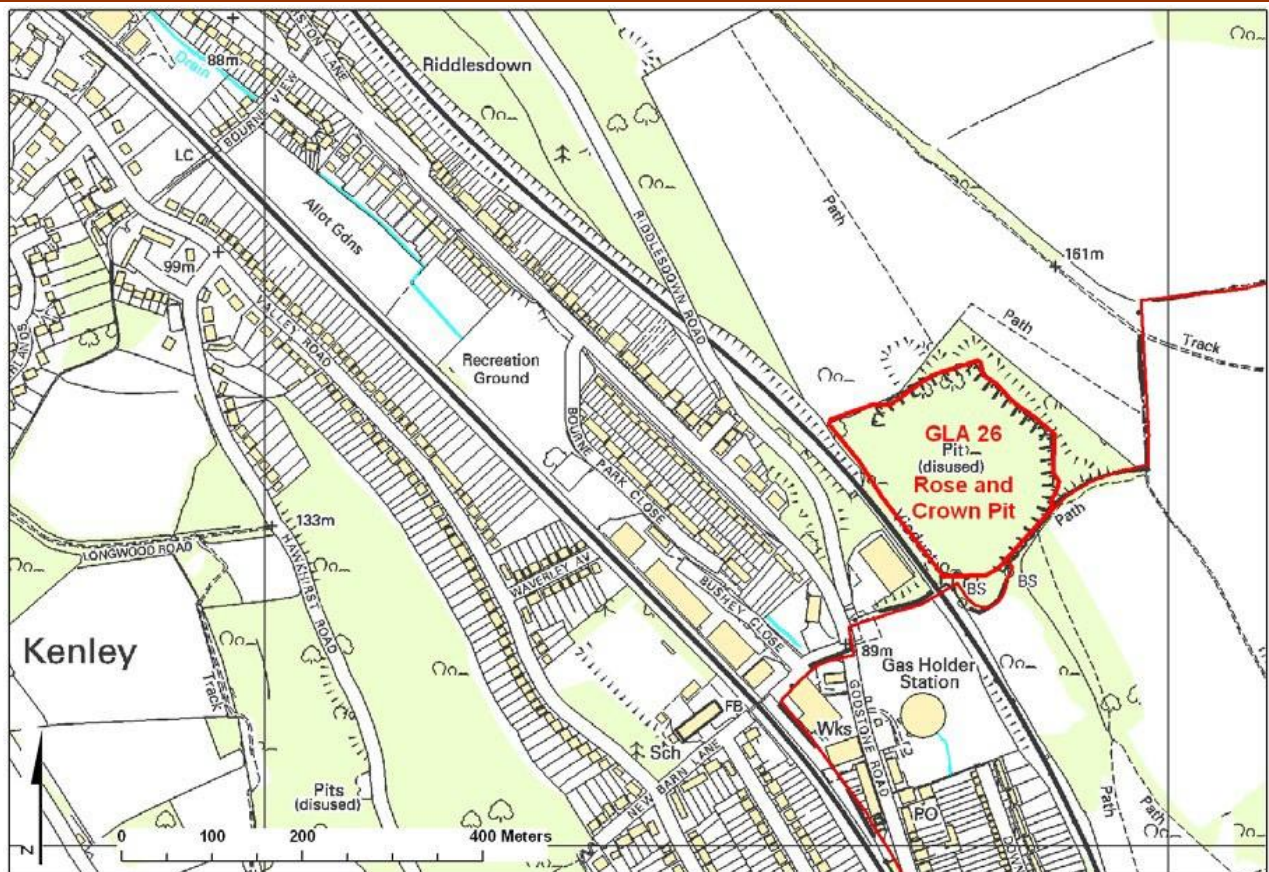 Drain
88m
BOURNE VIEW
Riddlesdown
LC
Allot Gdns
99m
VALLEY ROAD
RIDDLESDOWN ROAD
Path
161m
Path
Track
Recreation
Ground
BOURNE PARK CLOSE
GLA 26
Pit
(disused)
Rose and
Crown Pit
Path
Viaduct
BS
BS
133m
LONGWOOD ROAD
HAWKHIRST ROAD
WAVERLEY AV
BUSHEY CLOSE
Kenley
Track
89m
Gas Holder
Station
GODSTONE ROAD
FB
Wks
Sch
NEW BARN LANE
Pits
(disused)
PO
Path
Path
0 100 200 400 Meters
N